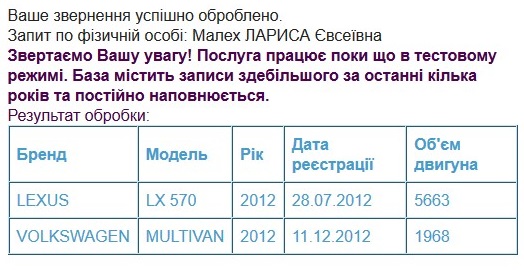 Ваше звернення успішно оброблено.
Запит по фізичній особі: Малех ЛАРИСА Євсеївна
Звертаємо Вашу увагу! Послуга працює поки що в тестовому
режимі. База містить записи здебільшого за останні кілька
років та постійно наповнюється.
Результат обробки:
Бренд Модель Рік Дата реєстрації Об'єм двигуна
LEXUS LX 570 2012 28.07.2012 5663
VOLKSWAGEN MULTIVAN 2012 11.12.2012 1968